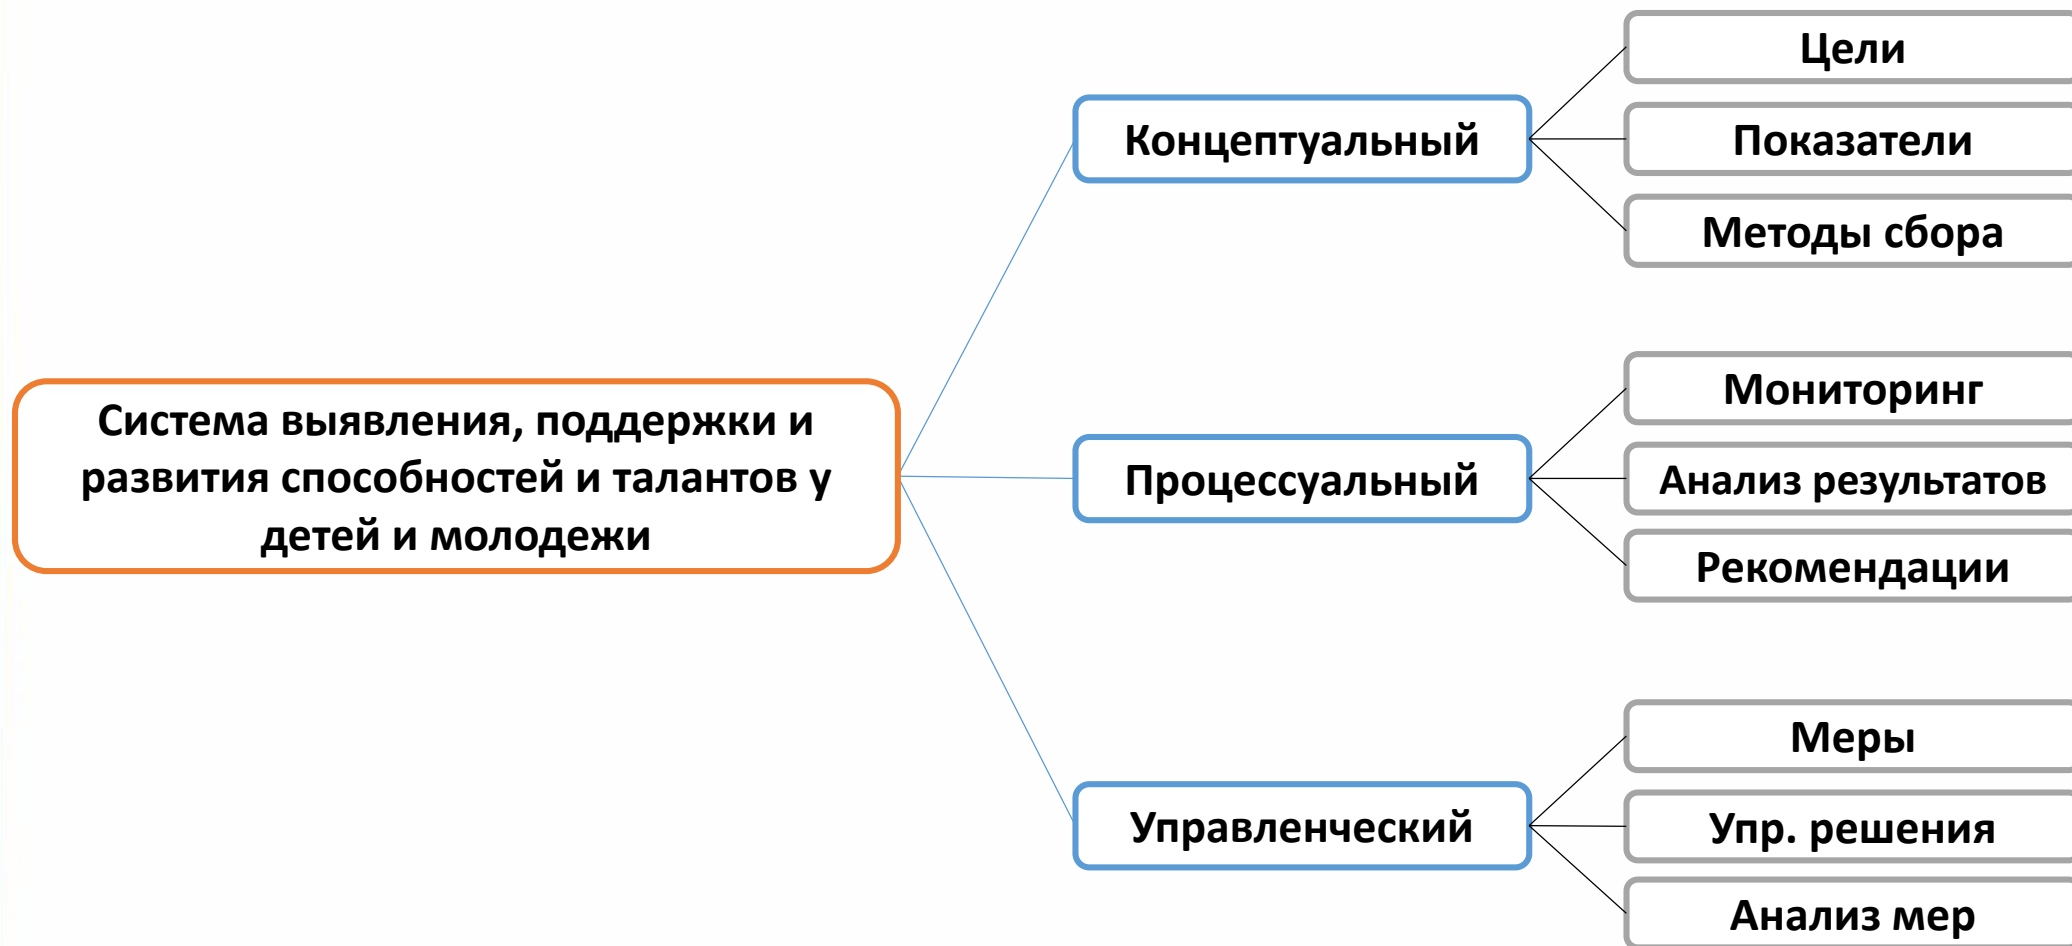 Система выявления, поддержки и
развития способностей и талантов у
детей и молодежи
Концептуальный
Цели
Показатели
Методы сбора
Процессуальный
Мониторинг
Анализ результатов
Рекомендации
Управленческий
Меры
Упр. решения
Анализ мер